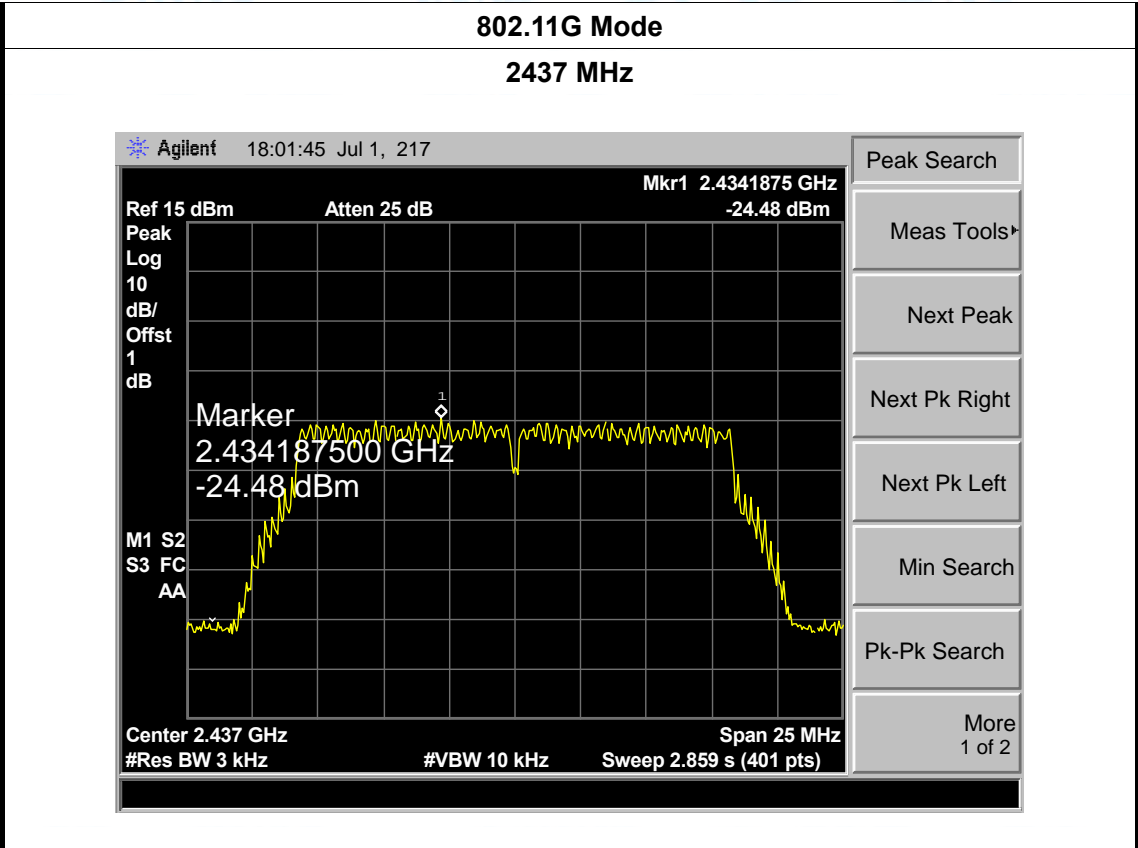 802.11G Mode
2437 MHz
Agilent 18:01:45 Jul 1, 217
Peak Search
Mkr1 2.4341875 GHz
Ref 15 dBm Atten 25 dB -24.48 dBm
Peak
Log
10
dB/
Offst
1
dB
1
Marker
2.434187500 GHz
-24.48 dBm
M1 S2
S3 FC
AA
Center 2.437 GHz Span 25 MHz
#Res BW 3 kHz #VBW 10 kHz Sweep 2.859 s (401 pts)
Meas Tools
Next Peak
Next Pk Right
Next Pk Left
Min Search
Pk-Pk Search
More
1 of 2